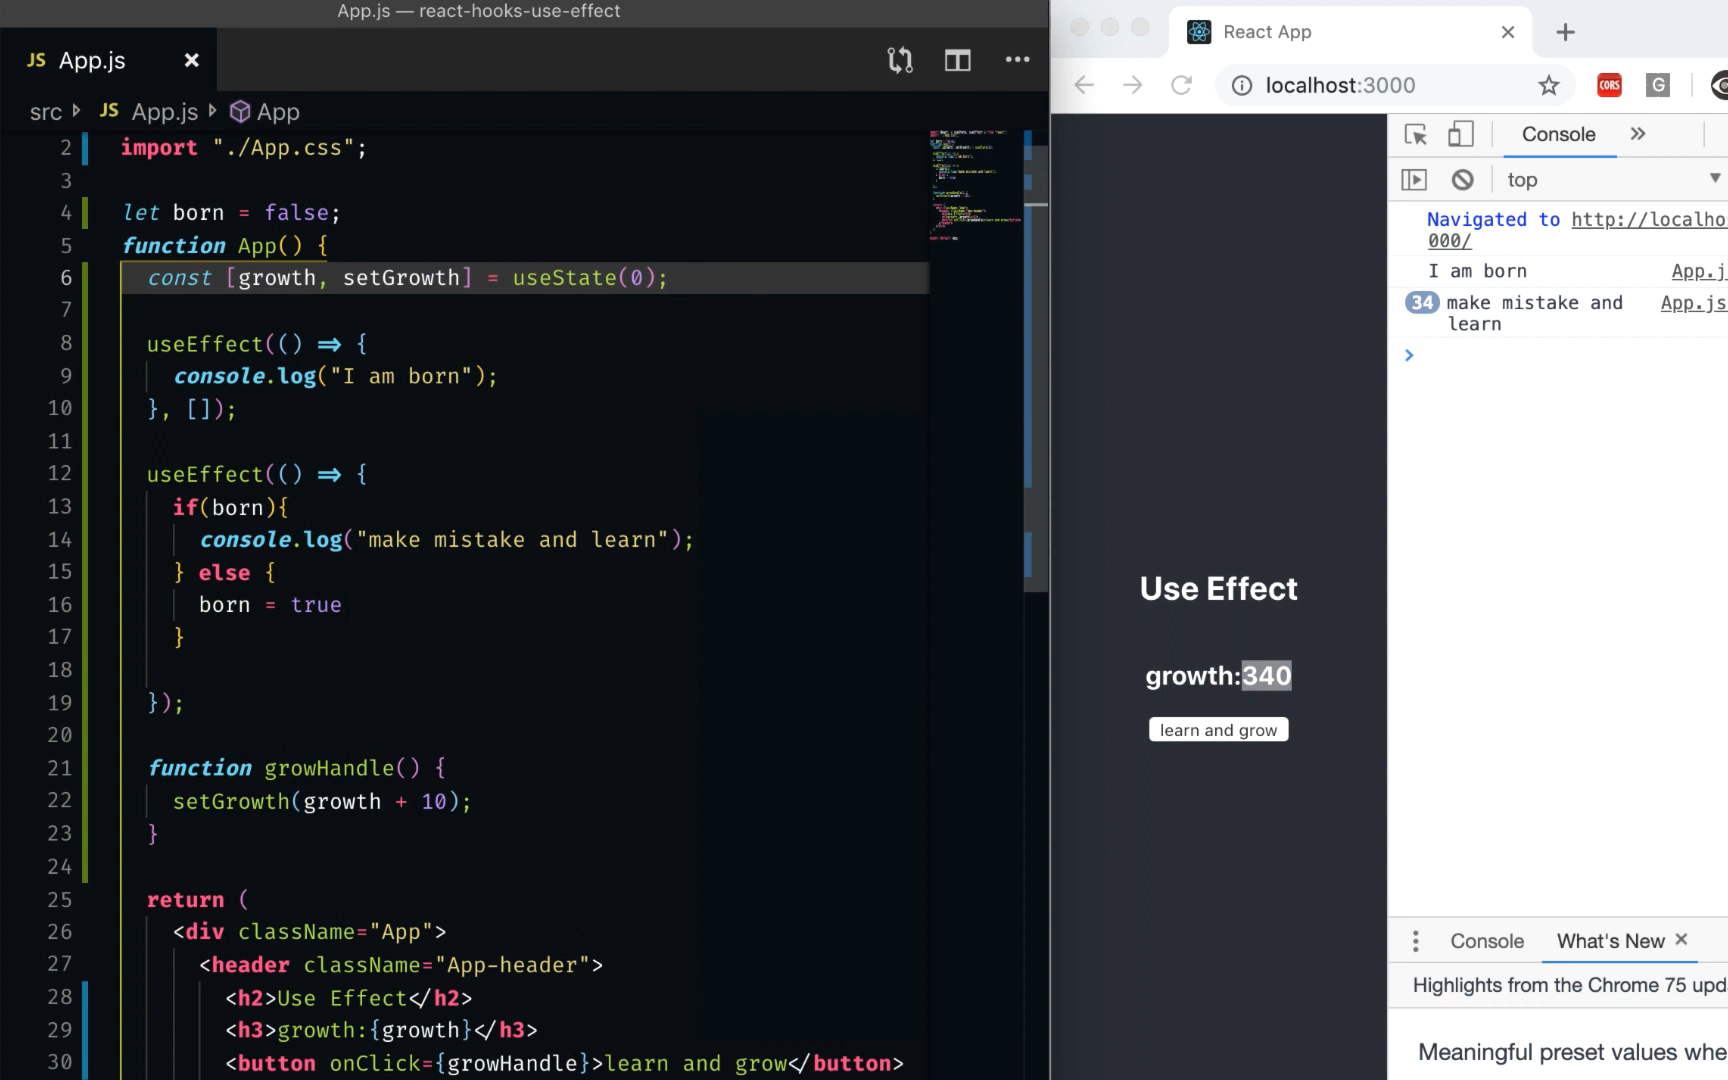 App.js — react-hooks-use-effect
JS App.js
src JS App.js App
2 import "./App.css";
3
4 let born = false;
5 function App() {
6 const [growth, setGrowth] = useState(0);
7
8 useEffect(() => {
9 console.log("I am born");
10 }, []);
11
12 useEffect(() => {
13 if(born){
14 console.log("make mistake and learn");
15 } else {
16 born = true
17 }
18
19 });
20
21 function growHandle() {
22 setGrowth(growth + 10);
23 }
24
25 return (
26 <div className="App">
27 <header className="App-header">
28 <h2>Use Effect</h2>
29 <h3>growth:{growth}</h3>
30 <button onClick={growHandle}>learn and grow</button>
React App
localhost:3000
CORS
G
Use Effect
growth:340
learn and grow
Console
top
Navigated to http://localho
000/
I am born App.j
34 make mistake and App.js
learn
Console What's New
Highlights from the Chrome 75 upd
Meaningful preset values whe